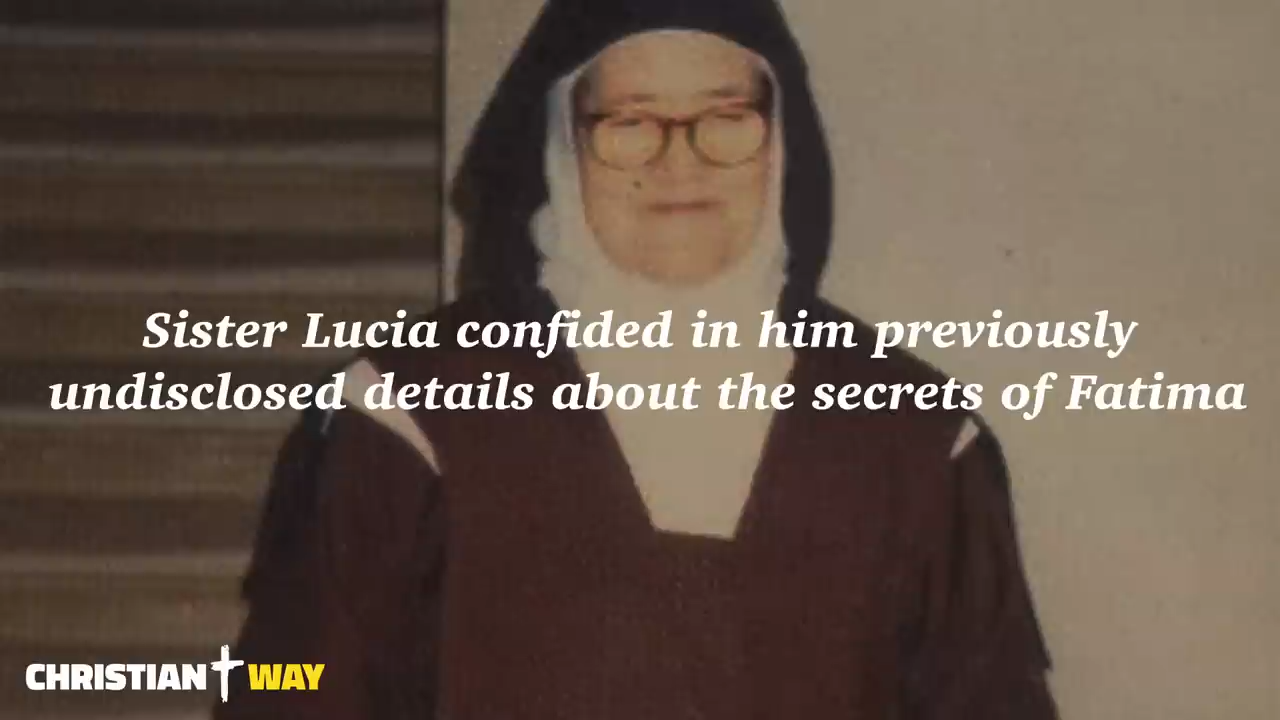 Sister Lucia confided in him previously
undisclosed details about the secrets of Fatima
CHRISTIAN WAY